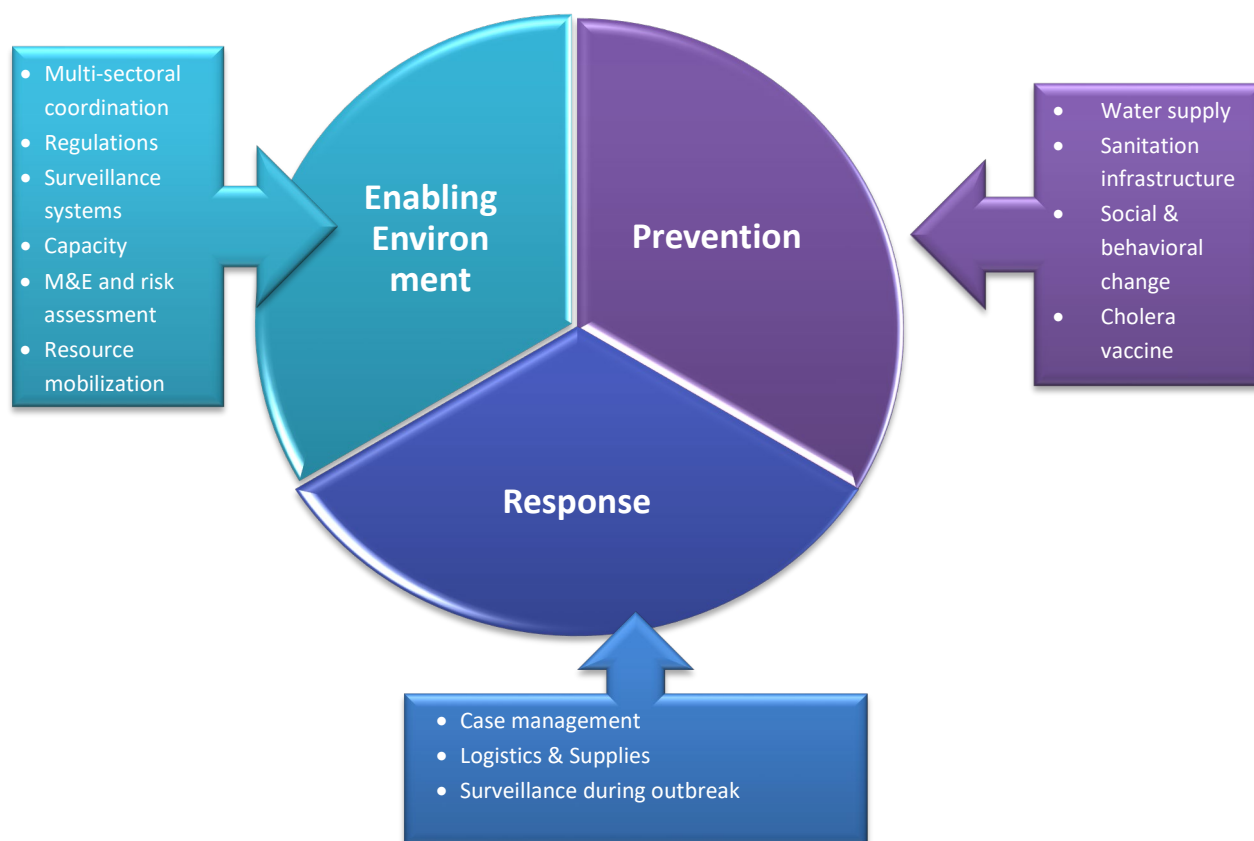 • Multi-sectoral
coordination
• Regulations
• Surveillance
systems
• Capacity
• M&E and risk
assessment
• Resource
mobilization
Enabling
Environ
ment
Prevention
• Water supply
• Sanitation
infrastructure
• Social &
behavioral
change
• Cholera
vaccine
Response
• Case management
• Logistics & Supplies
• Surveillance during outbreak